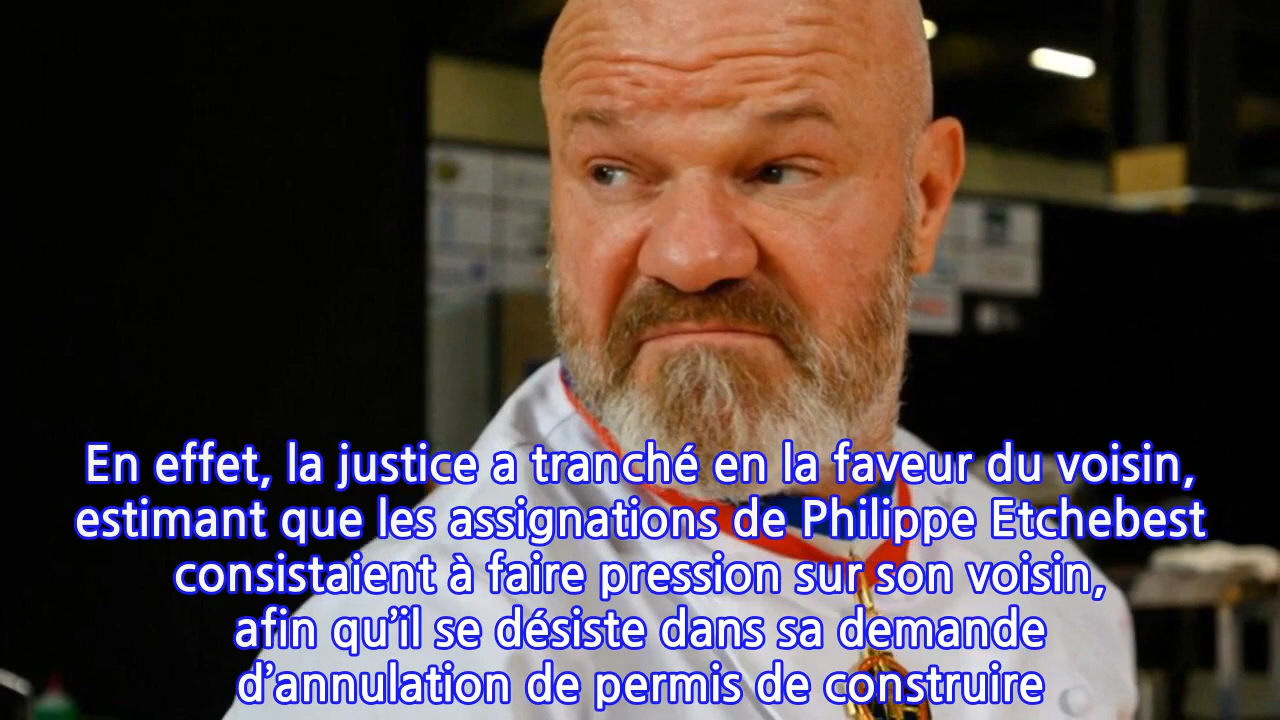 En effet, la justice a tranché en la faveur du voisin,
estimant que les assignations de Philippe Etchebest
consistaient à faire pression sur son voisin,
afin qu’il se désiste dans sa demande
d’annulation de permis de construire